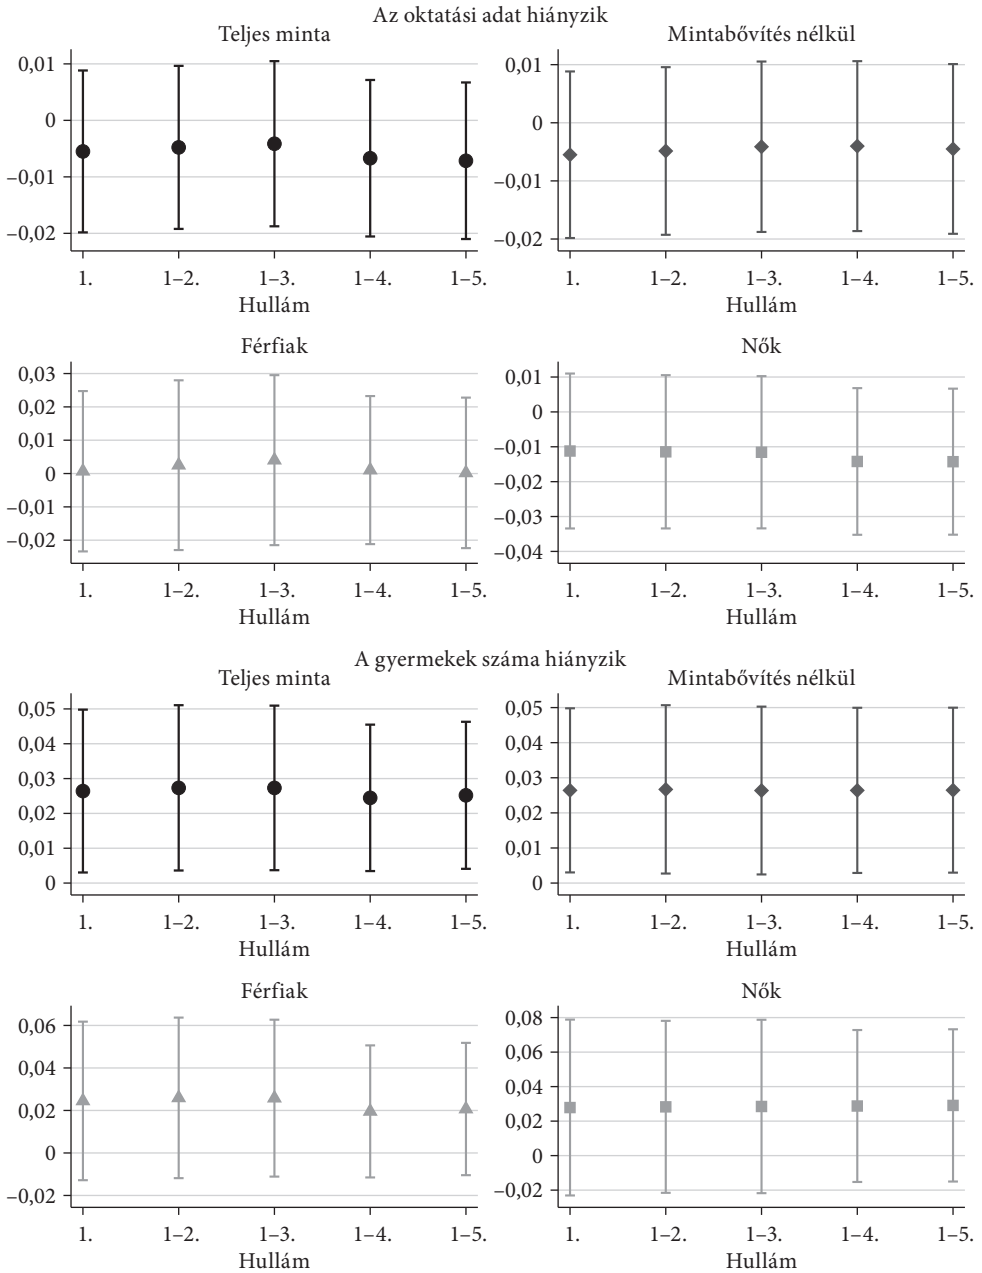 Az oktatási adat hiányzik
Teljes minta
0,01
0
–0,01
–0,02
1. 1–2. 1–3. 1–4. 1–5.
Hullám
Mintabővítés nélkül
0,01
0
–0,01
–0,02
1. 1–2. 1–3. 1–4. 1–5.
Hullám
Férfiak
0,03
0,02
0,01
0
–0,01
–0,02
1. 1–2. 1–3. 1–4. 1–5.
Hullám
Nők
0,01
0
–0,01
–0,02
–0,03
–0,04
1. 1–2. 1–3. 1–4. 1–5.
Hullám
A gyermekek száma hiányzik
Teljes minta
0,05
0,04
0,03
0,02
0,01
0
1. 1–2. 1–3. 1–4. 1–5.
Hullám
Mintabővítés nélkül
0,05
0,04
0,03
0,02
0,01
0
1. 1–2. 1–3. 1–4. 1–5.
Hullám
Férfiak
0,06
0,04
0,02
0
–0,02
1. 1–2. 1–3. 1–4. 1–5.
Hullám
Nők
0,08
0,06
0,04
0,02
0
–0,02
1. 1–2. 1–3. 1–4. 1–5.
Hullám